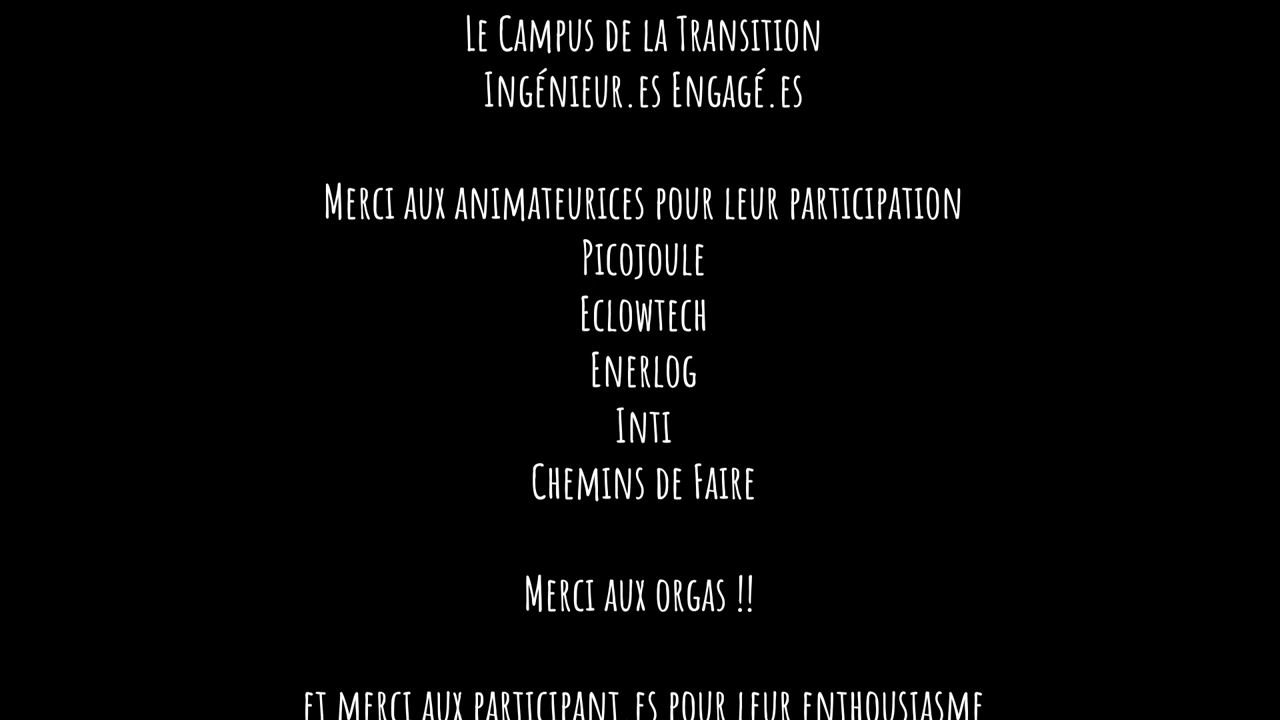 Le Campus de la Transition
Ingénieur.es Engagé.es
Merci aux animateurices pour leur participation
Picojoule
Eclowtech
Enerlog
Inti
Chemins de Faire
Merci aux orgas !!
et merci aux participant.es pour leur enthousiasme